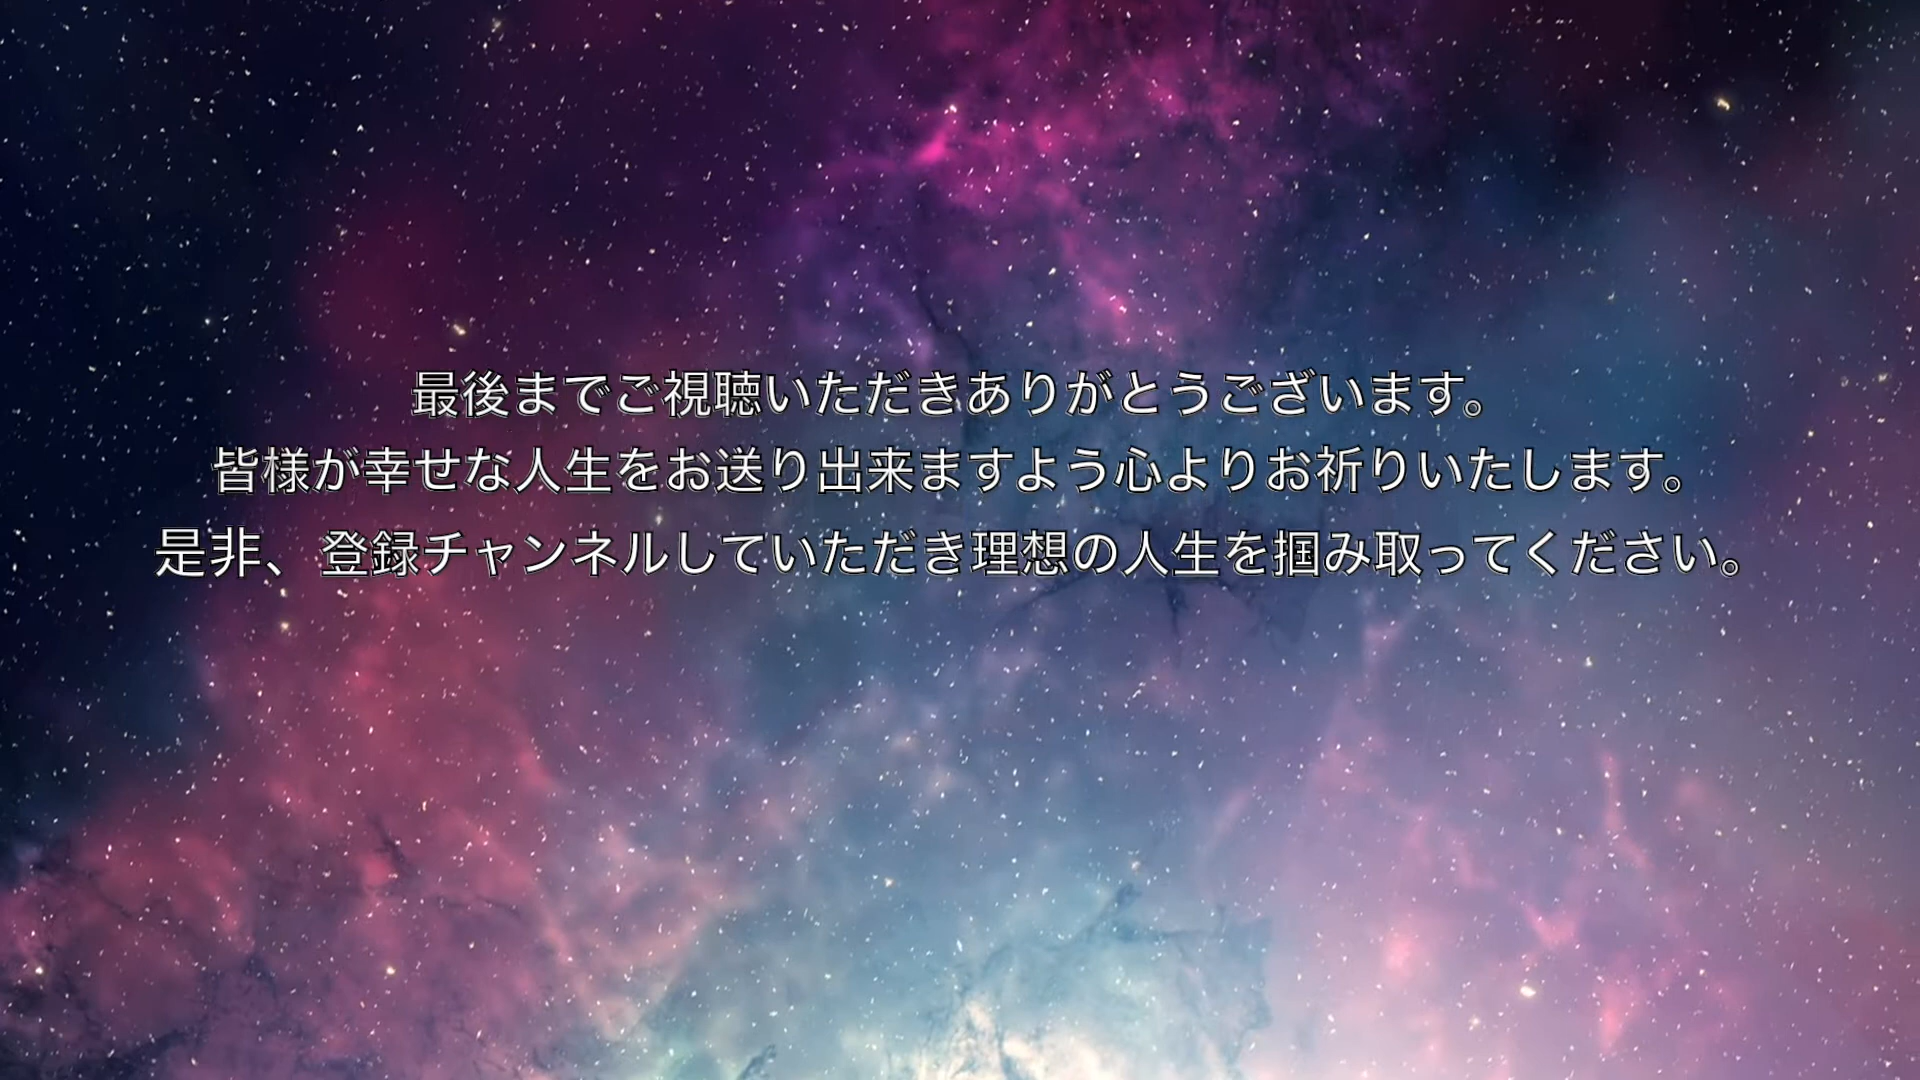 最後までご視聴いただきありがとうございます。
皆様が幸せな人生をお送り出来ますよう心よりお祈りいたします。
是非、登録チャンネルしていただき理想の人生を掴み取ってください。